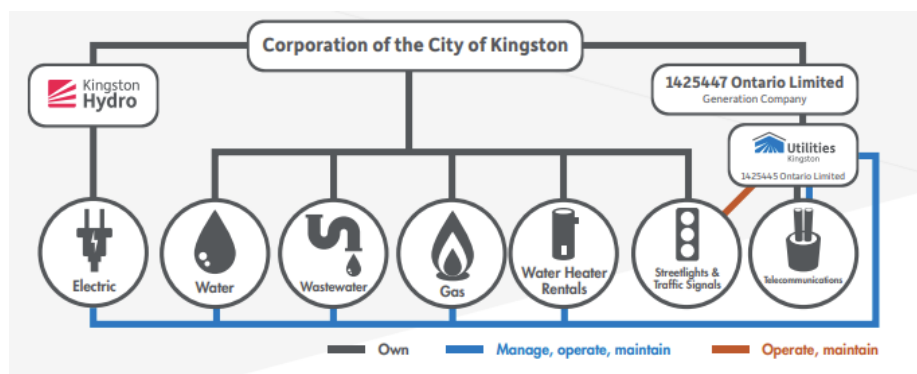 Corporation of the City of Kingston
Kingston
Hydro
1425447 Ontario Limited
Generation Company
Utilities
Kingston
1425445 Ontario Limited
Electric
Water
Wastewater
Gas
Water Heater
Rentals
Streetlights &
Traffic Signals
Telecommunications
Own
Manage, operate, maintain
Operate, maintain